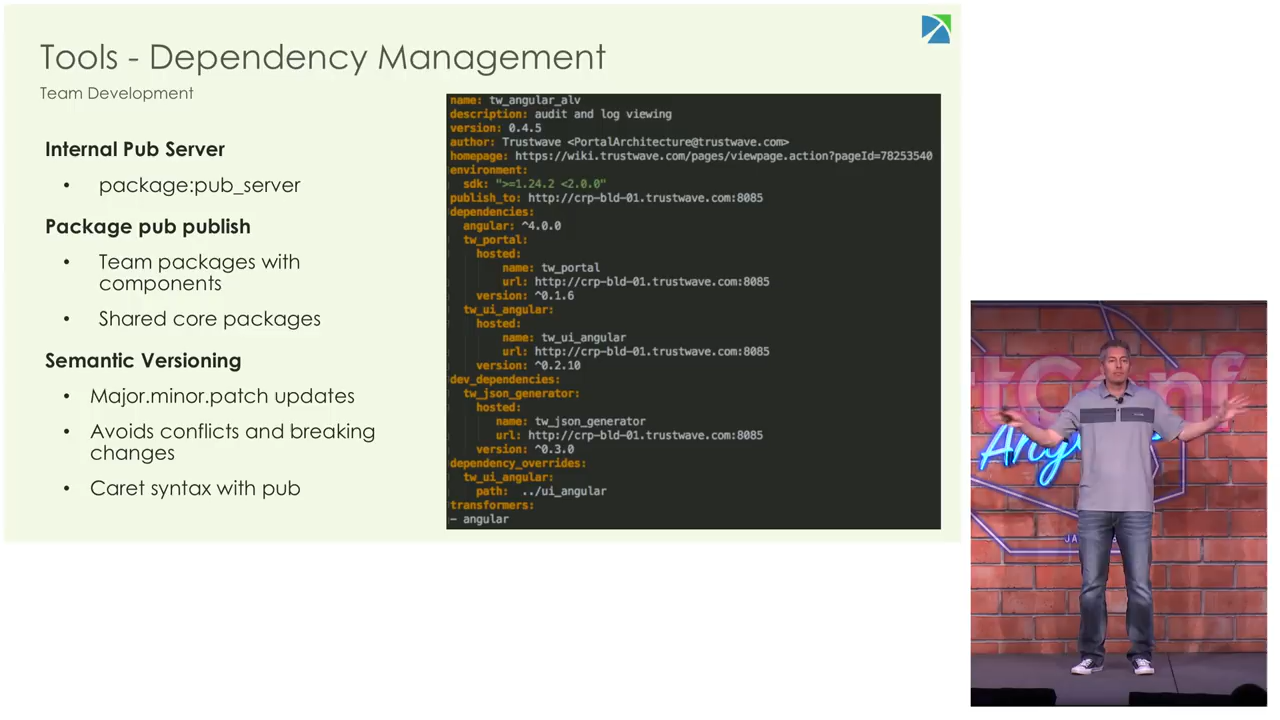 Tools - Dependency Management
Team Development
Internal Pub Server
• package:pub_server
Package pub publish
• Team packages with
components
• Shared core packages
Semantic Versioning
• Major.minor.patch updates
• Avoids conflicts and breaking
changes
• Caret syntax with pub
name: tw_angular_alv
description: audit and log viewing
version: 0.4.5
author: Trustwave <PortalArchitecture@trustwave.com>
homepage: https://wiki.trustwave.com/pages/viewpage.action?pageId=78253540
environment:
sdk: ">=1.24.2 <2.0.0"
publish_to: http://crp-bld-01.trustwave.com:8085
dependencies:
angular: ^4.0.0
tw_portal:
hosted:
name: tw_portal
url: http://crp-bld-01.trustwave.com:8085
version: ^0.1.6
tw_ui_angular:
hosted:
name: tw_ui_angular
url: http://crp-bld-01.trustwave.com:8085
version: ^0.2.10
dev_dependencies:
tw_json_generator:
hosted:
name: tw_json_generator
url: http://crp-bld-01.trustwave.com:8085
version: ^0.3.0
dependency_overrides:
tw_ui_angular:
path: ../ui_angular
transformers:
- angular